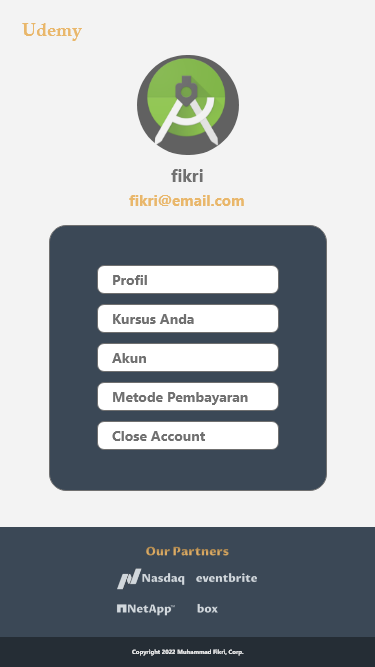 Udemy
fikri
fikri@email.com
Profil
Kursus Anda
Akun
Metode Pembayaran
Close Account
Our Partners
Nasdaq eventbrite
NetApp™ box
Copyright 2022 Muhammad Fikri, Corp.